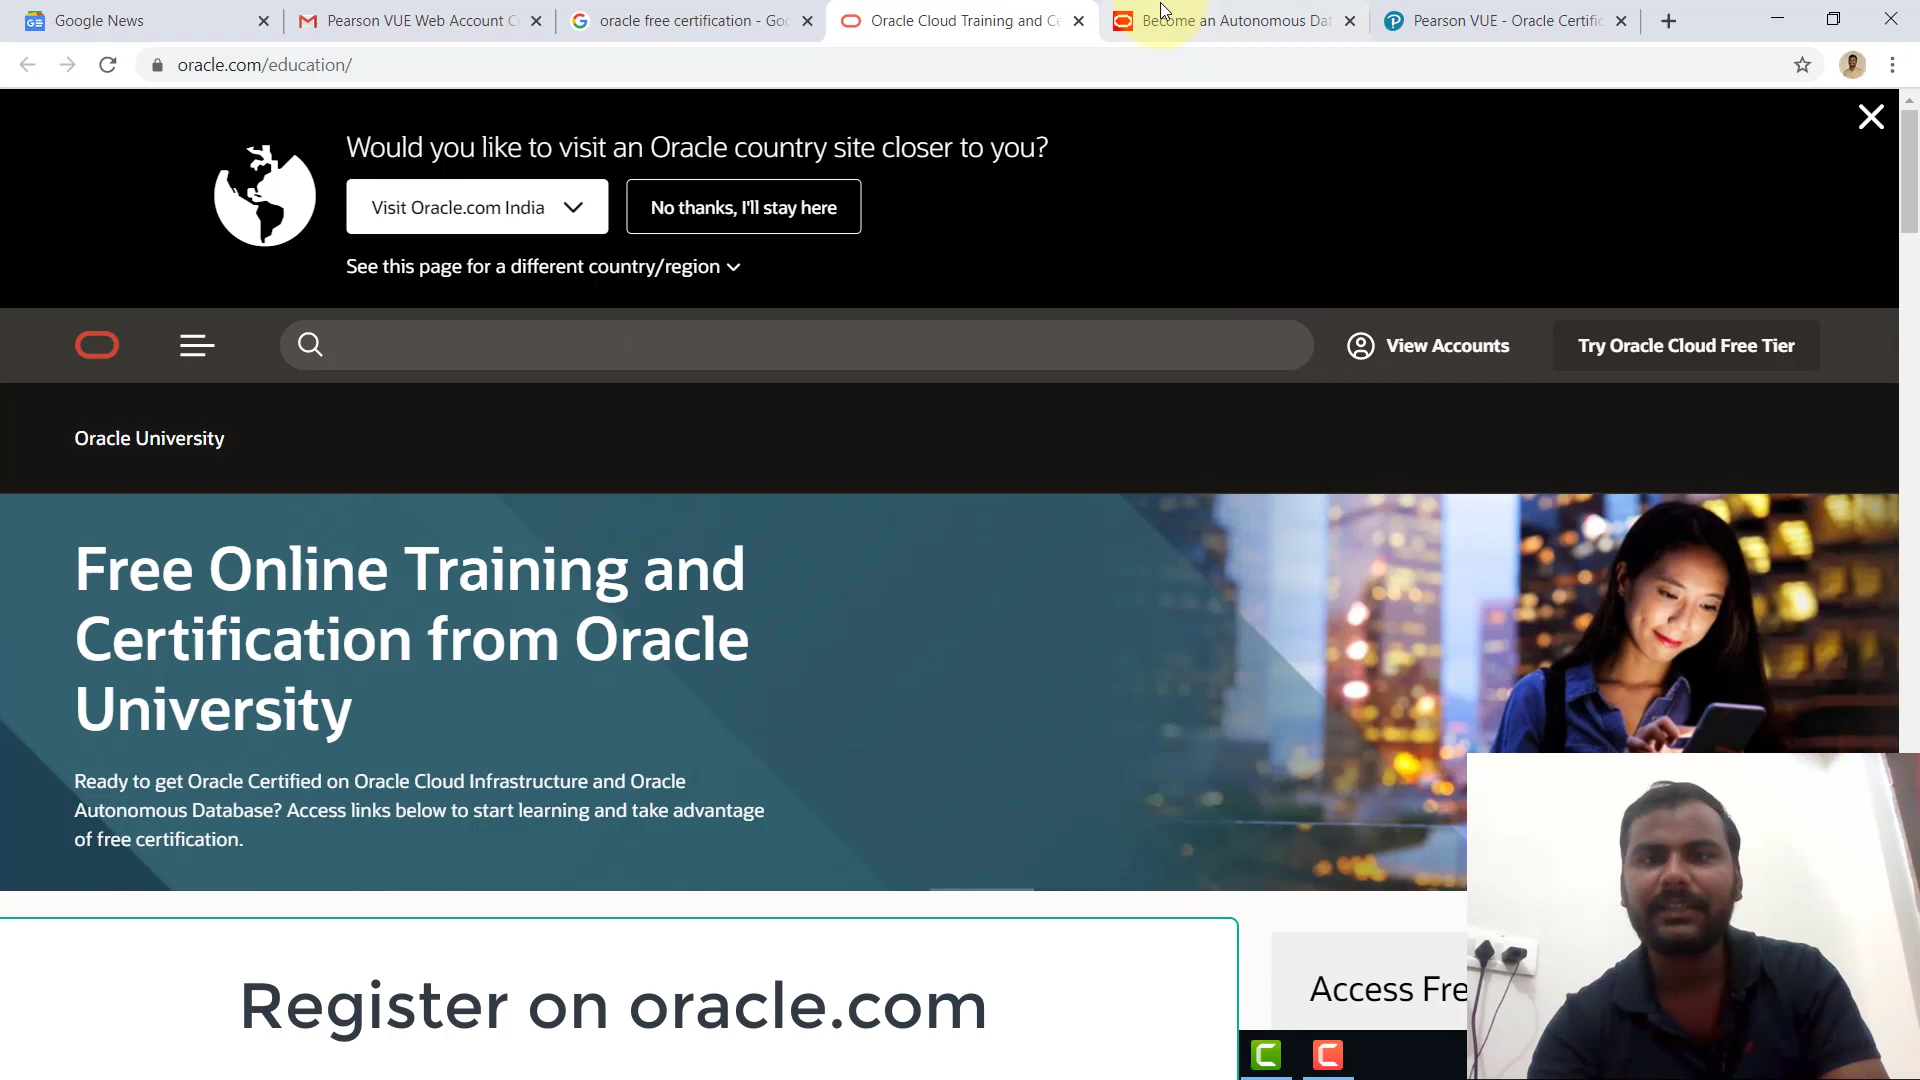 Google News
Pearson VUE Web Account C
oracle free certification - Goo
Oracle Cloud Training and Ce
Become an Autonomous Dat
Pearson VUE - Oracle Certific
oracle.com/education/
Would you like to visit an Oracle country site closer to you?
Visit Oracle.com India
No thanks, I'll stay here
See this page for a different country/region
View Accounts
Try Oracle Cloud Free Tier
Oracle University
Free Online Training and
Certification from Oracle
University
Ready to get Oracle Certified on Oracle Cloud Infrastructure and Oracle
Autonomous Database? Access links below to start learning and take advantage
of free certification.
Access Fre
Register on oracle.com